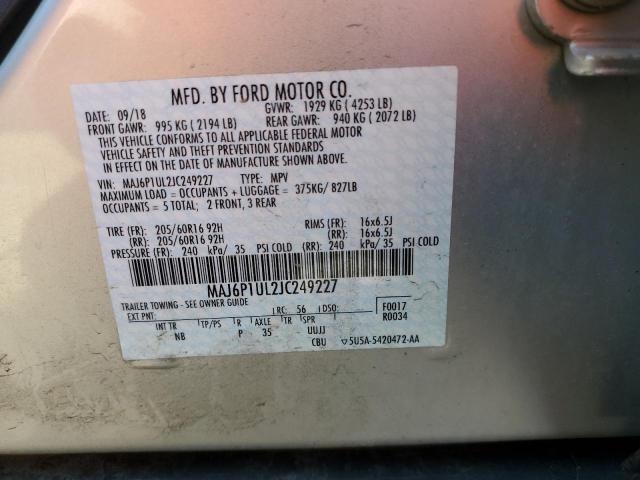 MFD. BY FORD MOTOR CO.
DATE: 09/18 GVWR: 1929 KG ( 4253 LB)
FRONT GAWR: 995 KG ( 2194 LB) REAR GAWR: 940 KG ( 2072 LB)
THIS VEHICLE CONFORMS TO ALL APPLICABLE FEDERAL MOTOR
VEHICLE SAFETY AND THEFT PREVENTION STANDARDS
IN EFFECT ON THE DATE OF MANUFACTURE SHOWN ABOVE.
VIN: MAJ6P1UL2JC249227 TYPE: MPV
MAXIMUM LOAD = OCCUPANTS + LUGGAGE = 375KG/ 827LB
OCCUPANTS = 5 TOTAL; 2 FRONT, 3 REAR
TIRE (FR): 205/60R16 92H RIMS (FR): 16x6.5J
(RR): 205/60R16 92H (RR): 16x6.5J
PRESSURE (FR): 240 kPa/ 35 PSI COLD (RR): 240 kPa/ 35 PSI COLD
MAJ6P1UL2JC249227
TRAILER TOWING - SEE OWNER GUIDE
EXT PNT: RC: 56 DSO: F0017
R0034
INT TR TP/PS R AXLE TR SPR
NB P 35 UUJJ
CBU 5U5A-5420472-AA